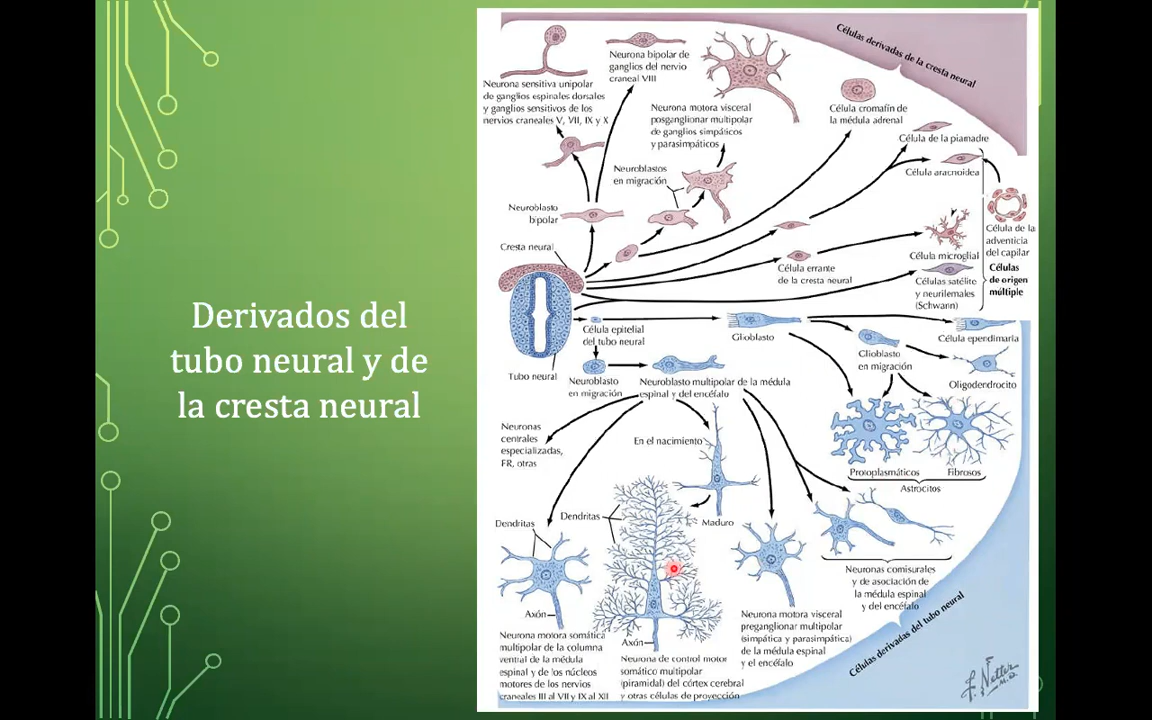 Derivados del
tubo neural y de
la cresta neural
Células derivadas de la cresta neural
Neurona sensitiva unipolar
de ganglios espinales dorsales
y ganglios sensitivos de los
nervios craneales V, VII, IX y X
Neurona bipolar de
ganglios del nervio
craneal VIII
Neurona motora visceral
posganglionar multipolar
de ganglios simpáticos
y parasimpáticos
Célula cromafín de
la médula adrenal
Célula de la piamadre
Célula aracnoidea
Neuroblastos
en migración
Neuroblasto
bipolar
Cresta neural
Célula de la
adventicia
del capilar
Célula microglial
Célula errante
de la cresta neural
Células satélite
y neurilemales
(Schwann)
Células
de origen
múltiple
Célula epitelial
del tubo neural
Glioblasto
Célula ependimaria
Glioblasto
en migración
Oligodendrocito
Tubo neural
Neuroblasto
en migración
Neuroblasto multipolar de la médula
espinal y del encéfalo
Neuronas
centrales
especializadas,
FR, otras
En el nacimiento
Protoplasmáticos
Fibrosos
Astrocitos
Dendritas
Dendritas
Maduro
Axón
Axón
Neurona motora somática
multipolar de la columna
ventral de la médula
espinal y de los núcleos
motores de los nervios
craneales III al VII y IX al XII
Neurona de control motor
somático multipolar
(piramidal) del córtex cerebral
y otras células de proyección
Neurona motora visceral
preganglionar multipolar
(simpática y parasimpática)
de la médula espinal
y el encéfalo
Neuronas comisurales
y de asociación de
la médula espinal
y del encéfalo
Células derivadas del tubo neural
F. Netter
M.D.